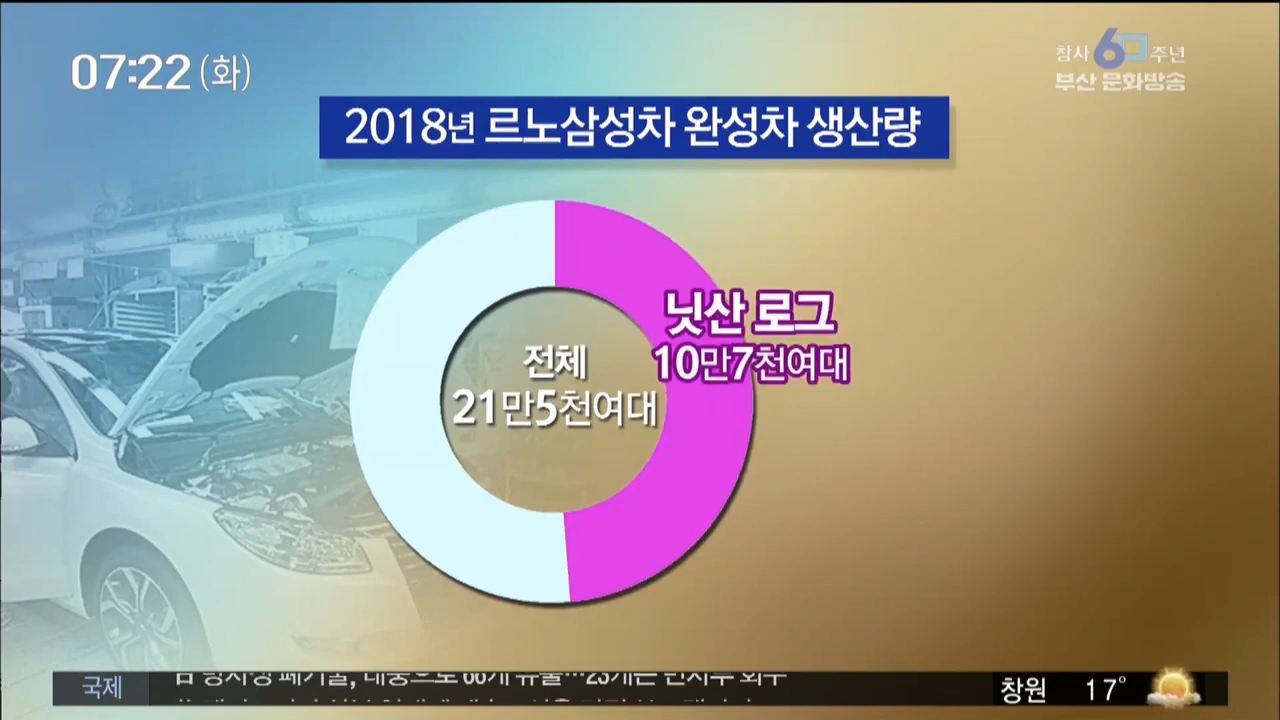 07:22 (화)
창사 60 주년
부산 문화방송
2018년 르노삼성차 완성차 생산량
닛산 로그
10만7천여대
전체
21만5천여대
국제
창원 17°